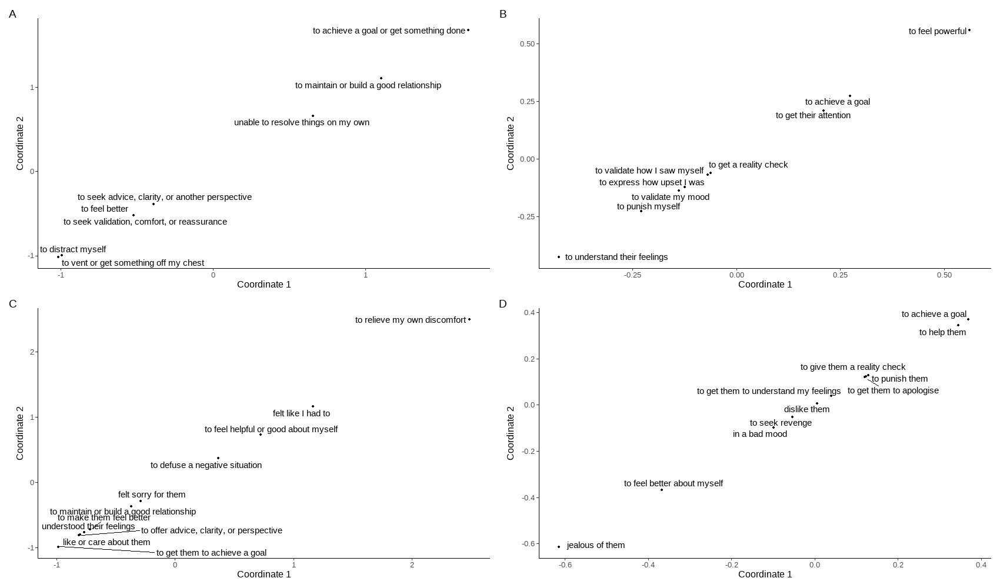 A
to achieve a goal or get something done
to maintain or build a good relationship
unable to resolve things on my own
to seek advice, clarity, or another perspective
to feel better
to seek validation, comfort, or reassurance
to distract myself
to vent or get something off my chest
1
0
-1
-1
0
1
Coordinate 1
Coordinate 2
B
to feel powerful
to achieve a goal
to get their attention
to get a reality check
to validate how I saw myself
to express how upset I was
to validate my mood
to punish myself
to understand their feelings
0.50
0.25
0.00
-0.25
-0.25
0.00
0.25
0.50
Coordinate 1
Coordinate 2
C
to relieve my own discomfort
felt like I had to
to feel helpful or good about myself
to defuse a negative situation
felt sorry for them
to maintain or build a good relationship
to make them feel better
understood their feelings
to offer advice, clarity, or perspective
like or care about them
to get them to achieve a goal
2
1
0
-1
-1
0
1
2
Coordinate 1
Coordinate 2
D
to achieve a goal
to help them
to give them a reality check
to punish them
to get them to understand my feelings
to get them to apologise
dislike them
to seek revenge
in a bad mood
to feel better about myself
jealous of them
0.4
0.2
0.0
-0.2
-0.4
-0.6
-0.6
-0.4
-0.2
0.0
0.2
0.4
Coordinate 1
Coordinate 2